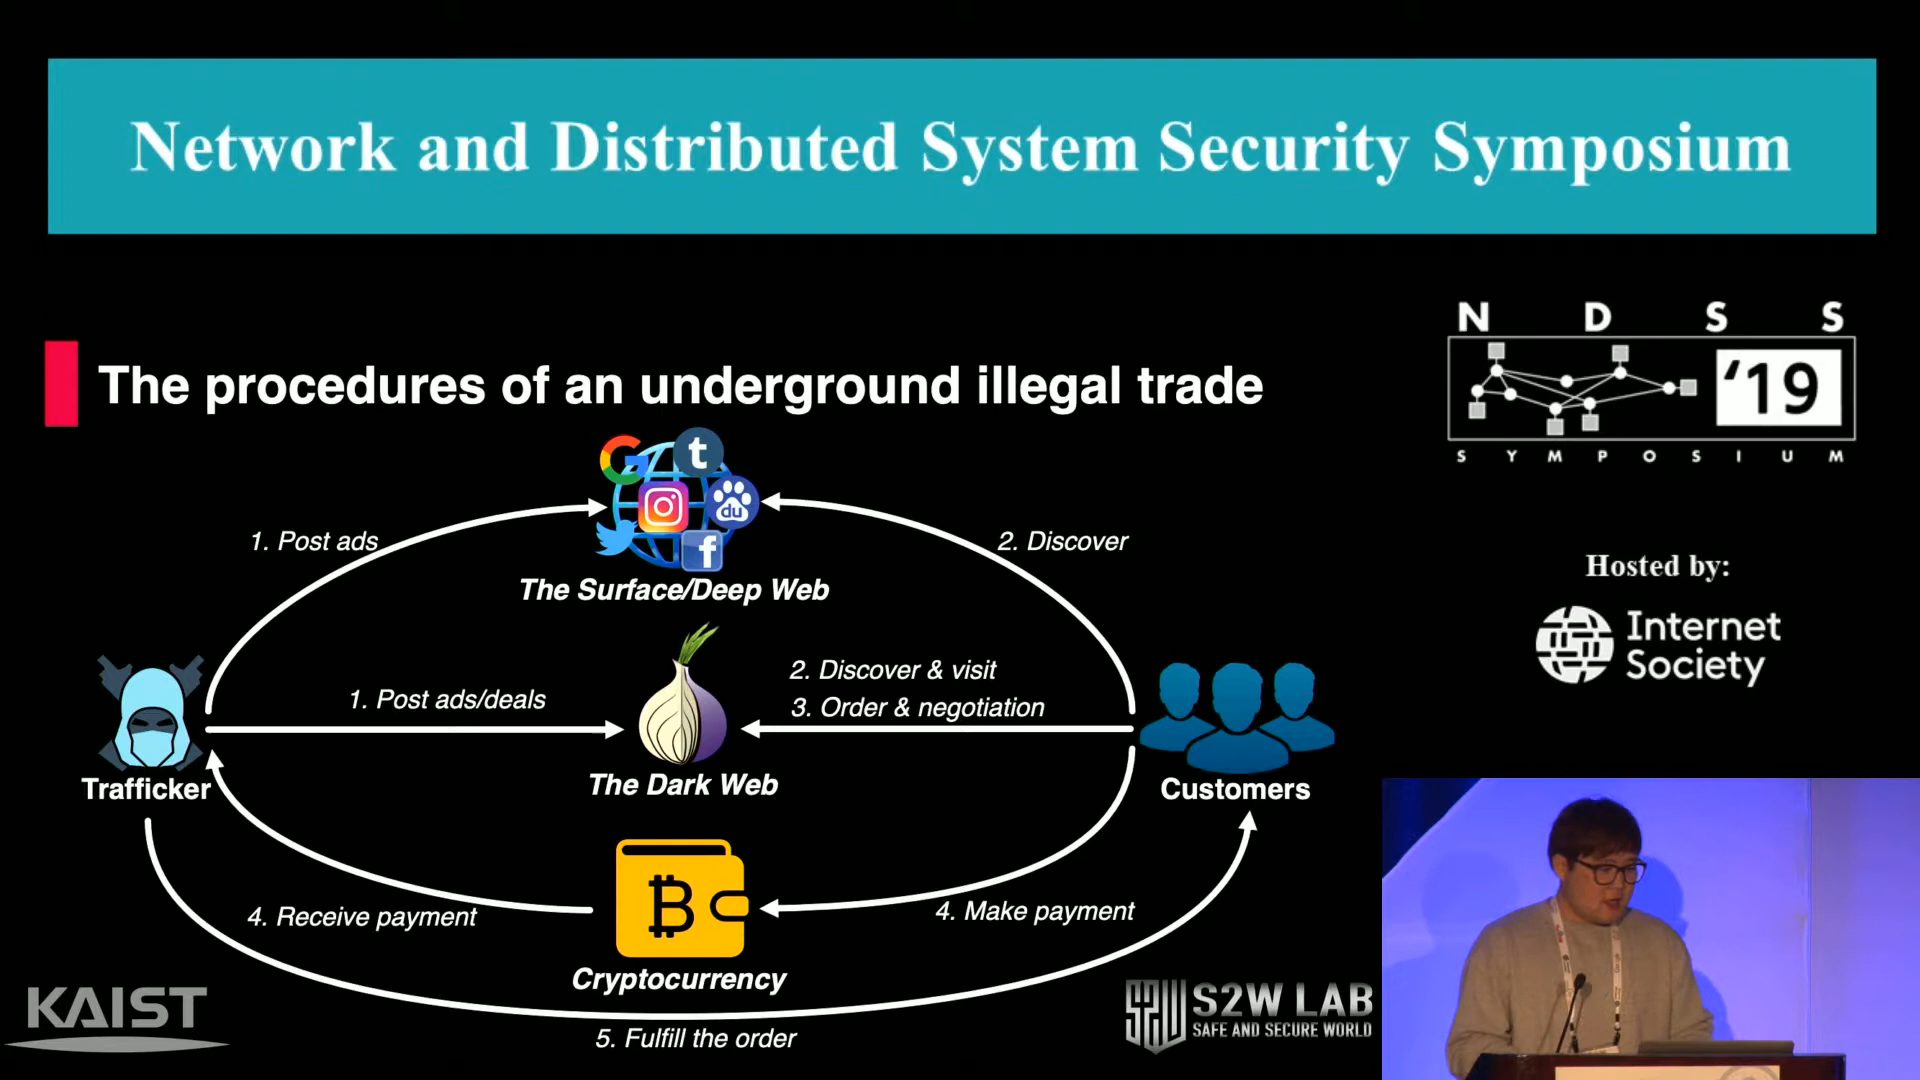 Network and Distributed System Security Symposium
N D S S
'19
S Y M P O S I U M
The procedures of an underground illegal trade
t
du
f
1. Post ads
2. Discover
The Surface/Deep Web
Hosted by:
Internet
Society
1. Post ads/deals
2. Discover & visit
3. Order & negotiation
Trafficker
The Dark Web
Customers
4. Receive payment
4. Make payment
Cryptocurrency
5. Fulfill the order
KAIST
S2W LAB
SAFE AND SECURE WORLD